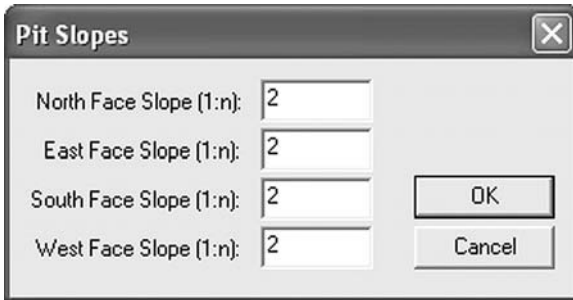 Pit Slopes
North Face Slope (1:n): 2
East Face Slope (1:n): 2
South Face Slope (1:n): 2
OK
West Face Slope (1:n): 2
Cancel